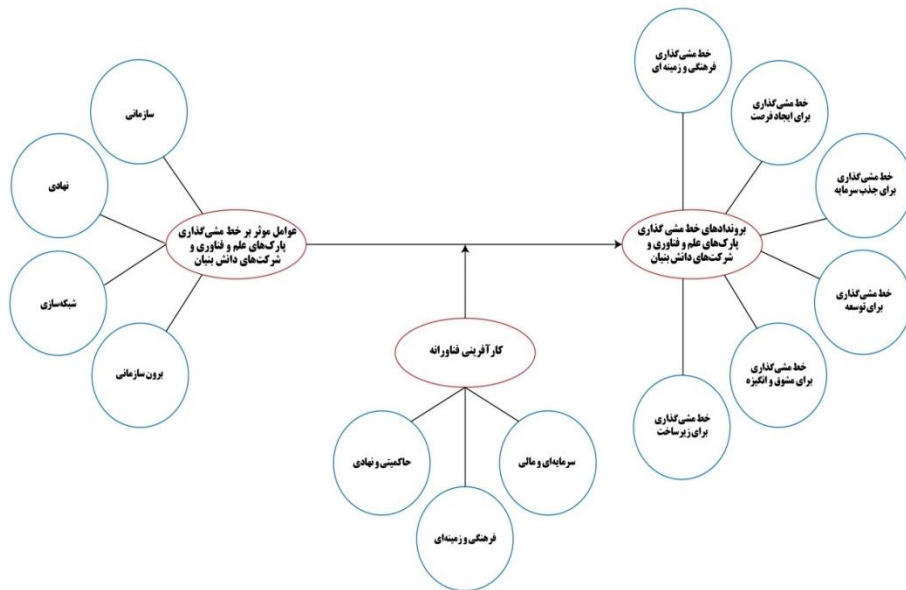 خط مشی‌گذاری
فرهنگی و زمینه ای
خط مشی‌گذاری
برای ایجاد فرصت
خط مشی‌گذاری
برای جذب سرمایه
برونداد‌های خط مشی گذاری
پارک‌های علم و فناوری و
شرکت‌های دانش بنیان
خط مشی‌گذاری
برای توسعه
خط مشی‌گذاری
برای مشوق و انگیزه
خط مشی‌گذاری
برای زیرساخت
سازمانی
نهادی
عوامل موثر بر خط مشی‌گذاری
پارک‌های علم و فناوری و
شرکت‌های دانش بنیان
شبکه‌سازی
برون سازمانی
کارآفرینی فناورانه
سرمایه‌ای و مالی
حاکمیتی و نهادی
فرهنگی و زمینه‌ای